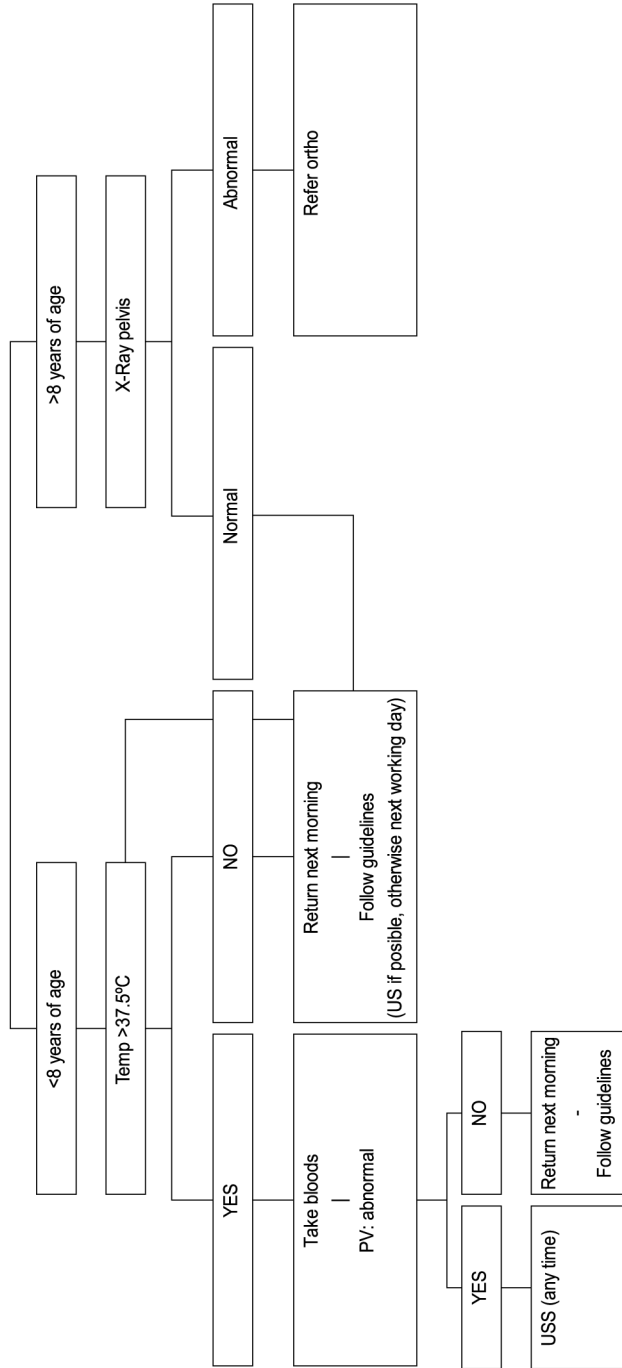 <8 years of age
>8 years of age
Temp >37.5ºC
X-Ray pelvis
YES
NO
Normal
Abnormal
Take bloods
PV: abnormal
Return next morning
Follow guidelines
(US if posible, otherwise next working day)
Refer ortho
YES
NO
USS (any time)
Return next morning
-
Follow guidelines